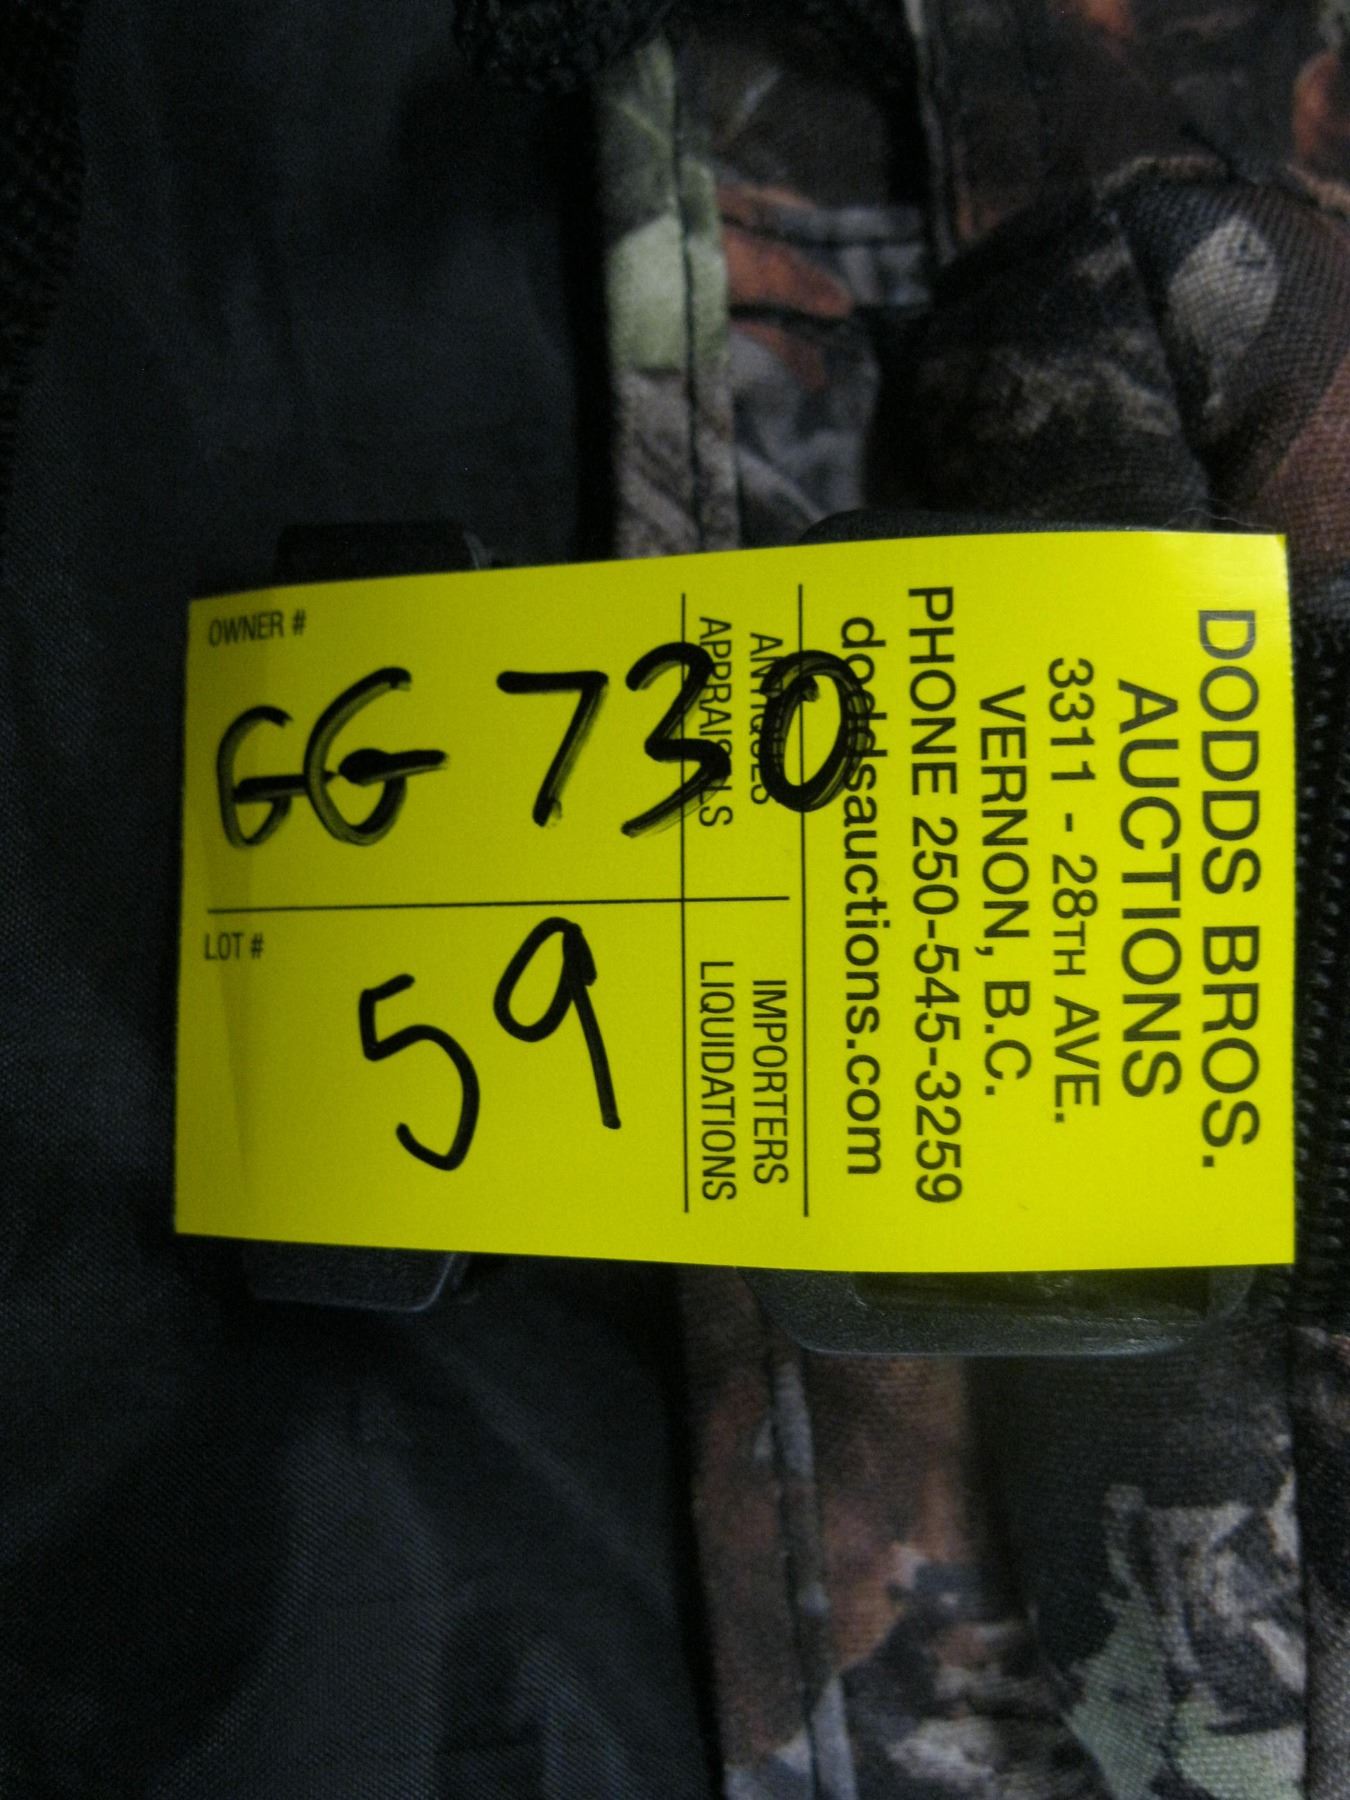 DODDS BROS.
AUCTIONS
3311 - 28TH AVE.
VERNON, B.C.
PHONE 250-545-3259
doddsauctions.com
ANTIQUES IMPORTERS
APPRAISALS LIQUIDATIONS
OWNER #
GG 730
LOT #
59